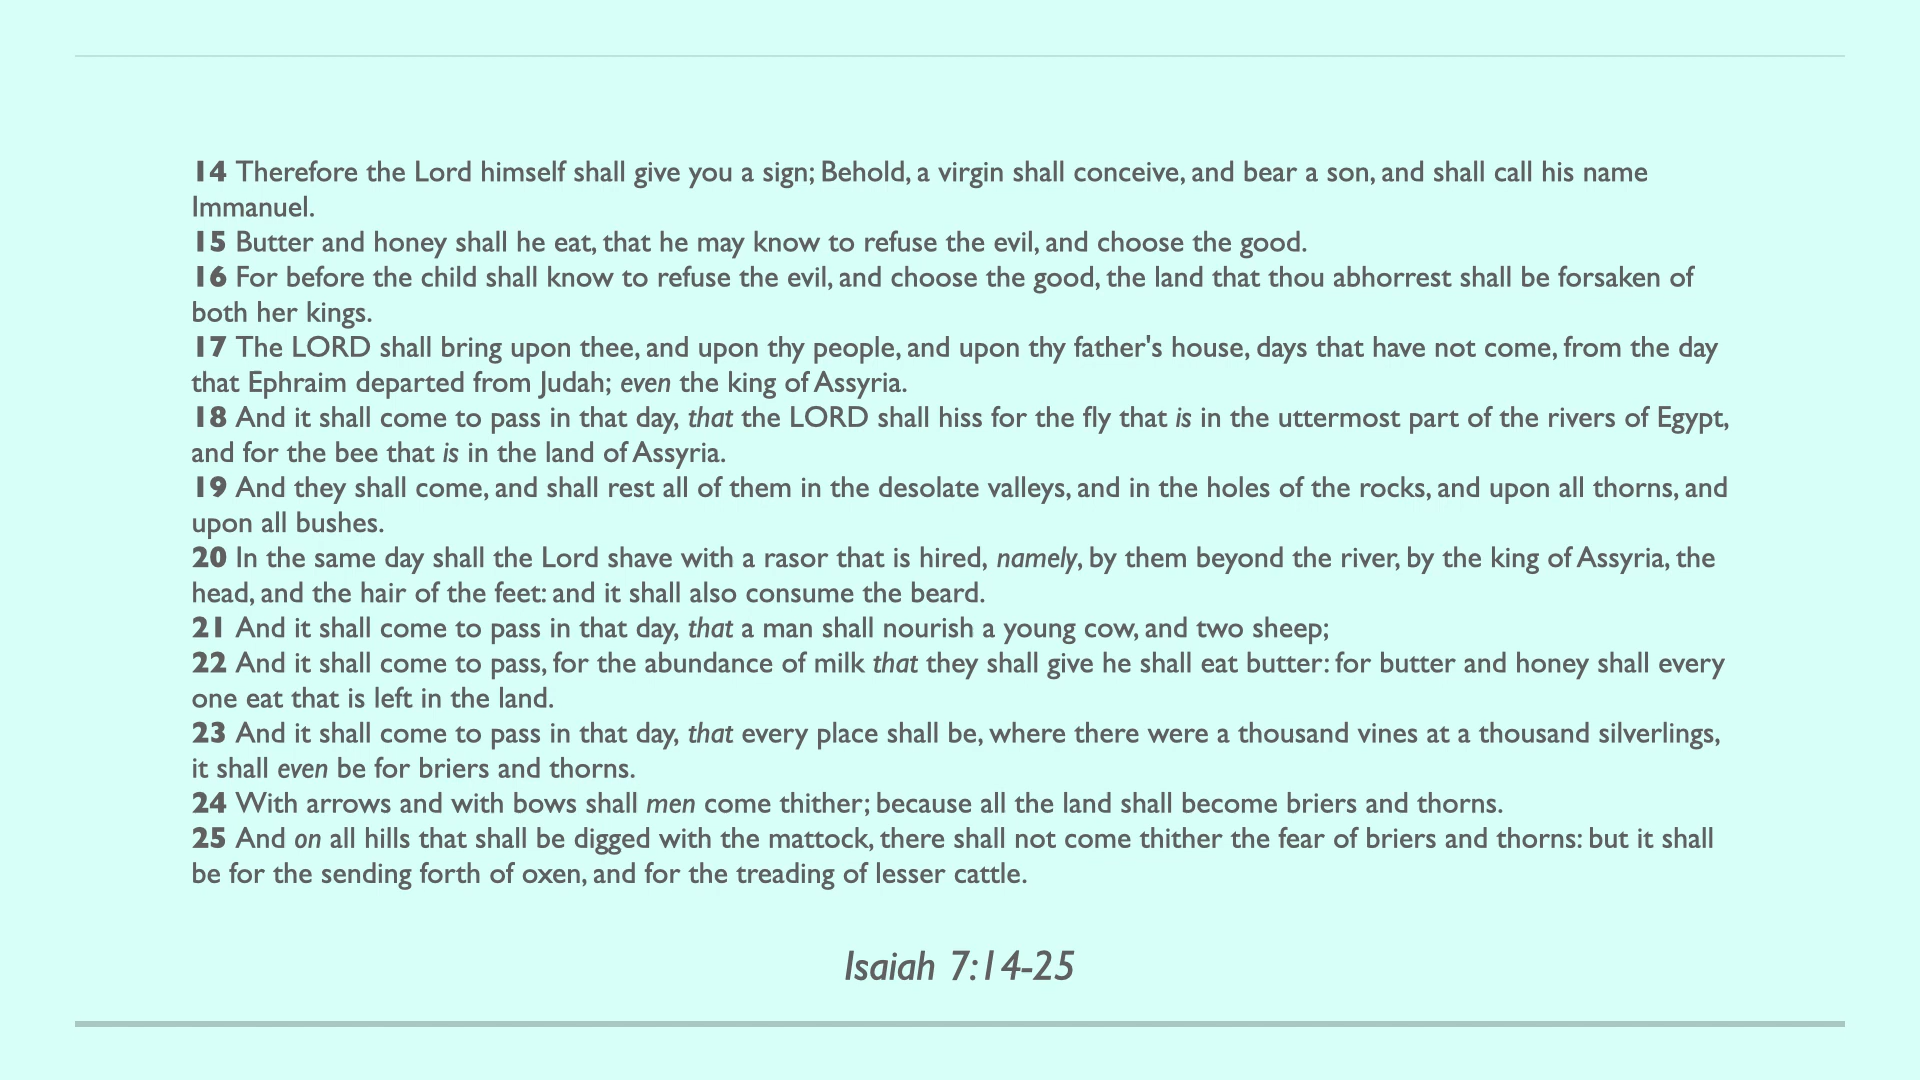 14 Therefore the Lord himself shall give you a sign; Behold, a virgin shall conceive, and bear a son, and shall call his name
Immanuel.
15 Butter and honey shall he eat, that he may know to refuse the evil, and choose the good.
16 For before the child shall know to refuse the evil, and choose the good, the land that thou abhorrest shall be forsaken of
both her kings.
17 The LORD shall bring upon thee, and upon thy people, and upon thy father's house, days that have not come, from the day
that Ephraim departed from Judah; even the king of Assyria.
18 And it shall come to pass in that day, that the LORD shall hiss for the fly that is in the uttermost part of the rivers of Egypt,
and for the bee that is in the land of Assyria.
19 And they shall come, and shall rest all of them in the desolate valleys, and in the holes of the rocks, and upon all thorns, and
upon all bushes.
20 In the same day shall the Lord shave with a rasor that is hired, namely, by them beyond the river, by the king of Assyria, the
head, and the hair of the feet: and it shall also consume the beard.
21 And it shall come to pass in that day, that a man shall nourish a young cow, and two sheep;
22 And it shall come to pass, for the abundance of milk that they shall give he shall eat butter: for butter and honey shall every
one eat that is left in the land.
23 And it shall come to pass in that day, that every place shall be, where there were a thousand vines at a thousand silverlings,
it shall even be for briers and thorns.
24 With arrows and with bows shall men come thither; because all the land shall become briers and thorns.
25 And on all hills that shall be digged with the mattock, there shall not come thither the fear of briers and thorns: but it shall
be for the sending forth of oxen, and for the treading of lesser cattle.
Isaiah 7:14-25